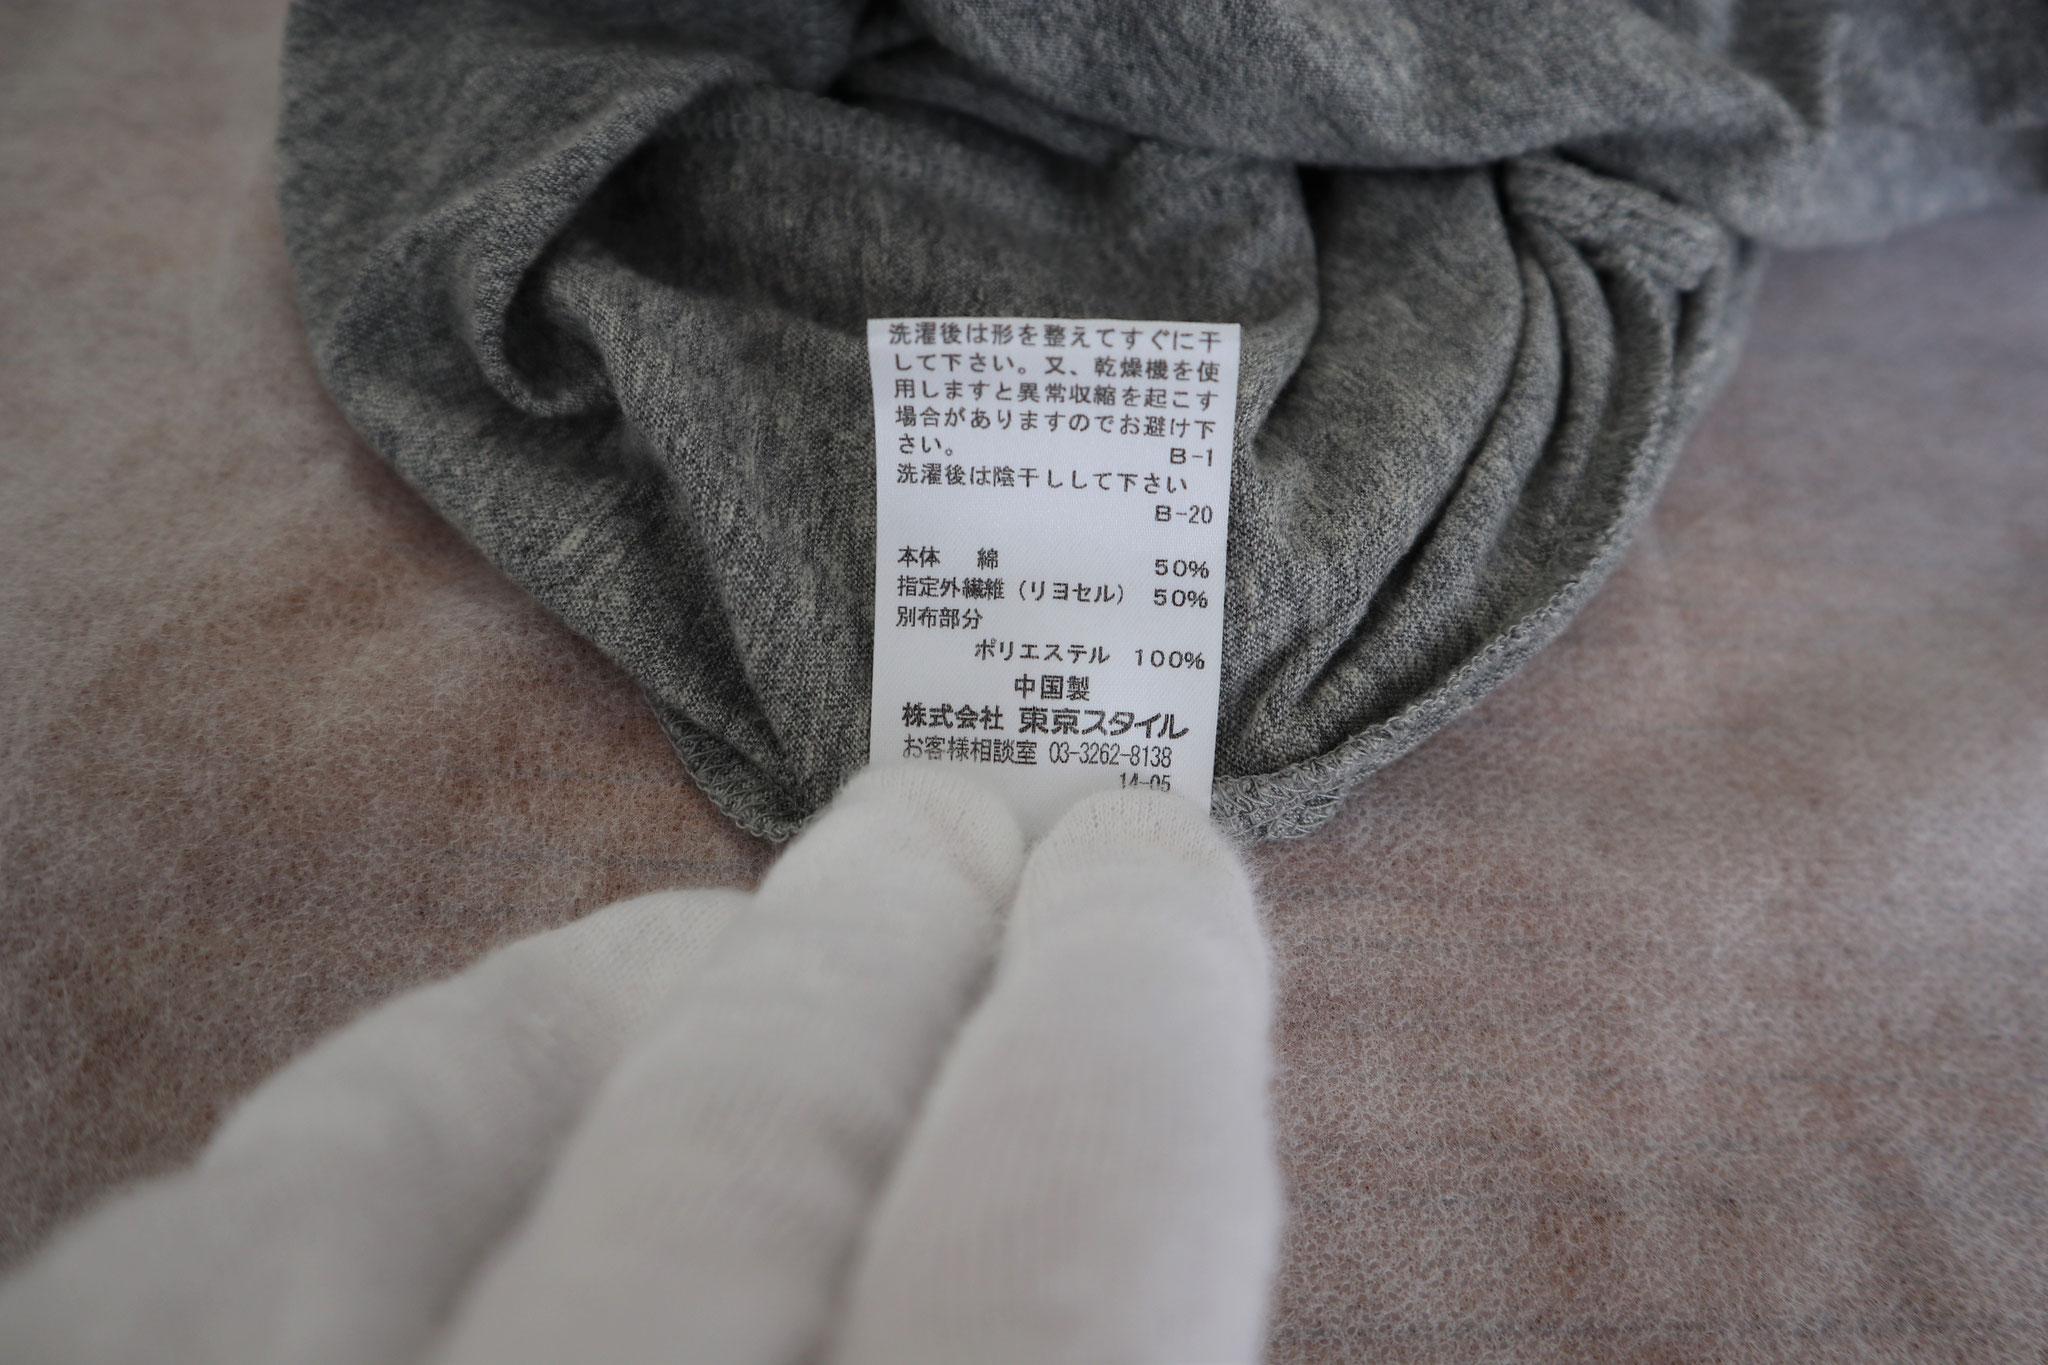 洗濯後は形を整えてすぐに干
して下さい。又、乾燥機を使
用しますと異常収縮を起こす
場合がありますのでお避け下
さい。 B-1
洗濯後は陰干しして下さい
B-20
本体 綿 50%
指定外繊維（リヨセル） 50%
別布部分
ポリエステル 100%
中国製
株式会社 東京スタイル
お客様相談室 03-3262-8138
14-05